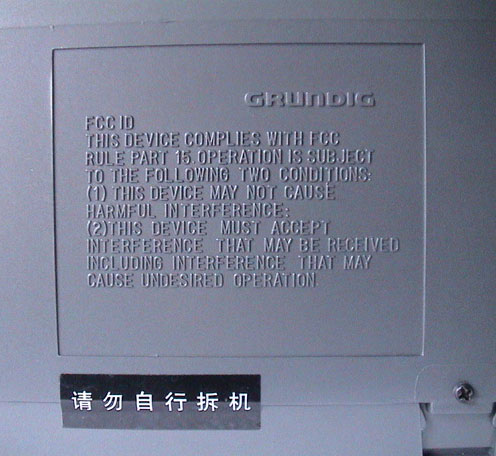 GRUNDIG
FCC ID
THIS DEVICE COMPLIES WITH FCC
RULE PART 15.OPERATION IS SUBJECT
TO THE FOLLOWING TWO CONDITIONS:
(1) THIS DEVICE MAY NOT CAUSE
HARMFUL INTERFERENCE:
(2)THIS DEVICE MUST ACCEPT
INTERFERENCE THAT MAY BE RECEIVED
INCLUDING INTERFERENCE THAT MAY
CAUSE UNDESIRED OPERATION
请勿自行拆机